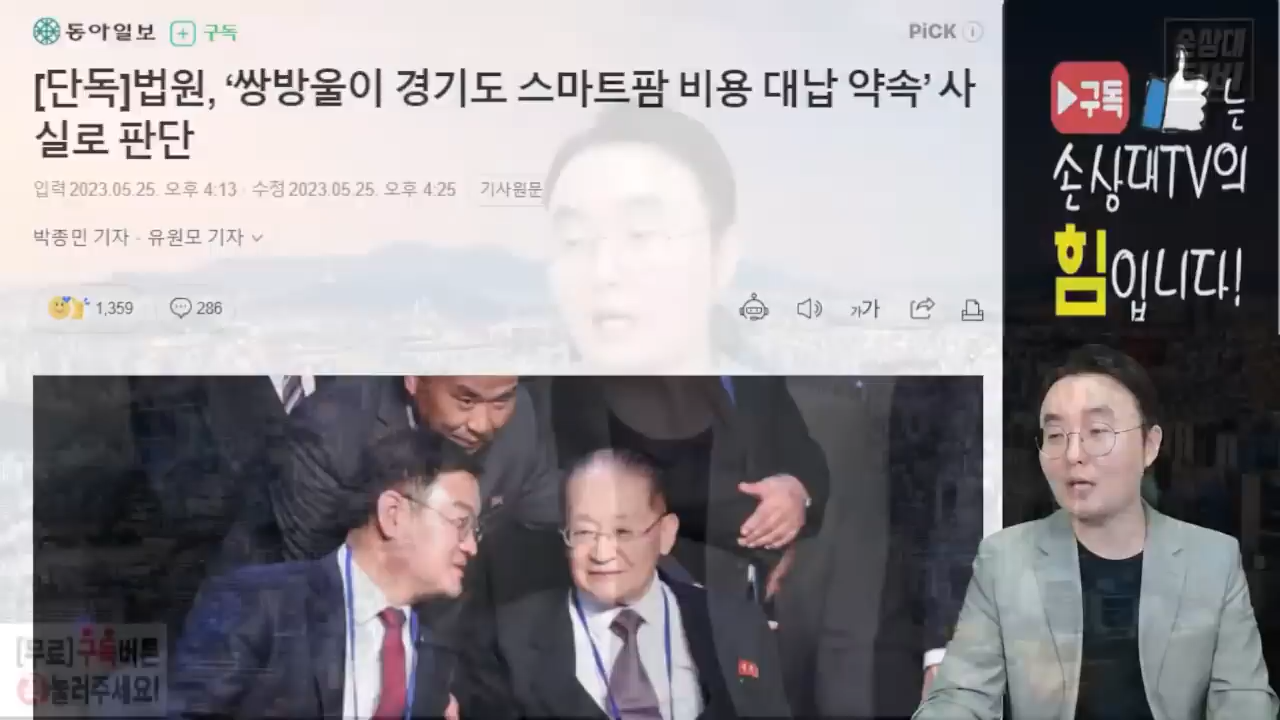 동아일보 + 구독
PiCK i
[단독]법원, ‘쌍방울이 경기도 스마트팜 비용 대납 약속’ 사
실로 판단
입력 2023.05.25. 오후 4:13 · 수정 2023.05.25. 오후 4:25 기사원문
박종민 기자 · 유원모 기자
1,359 286
가가
손상대
구독 는
손상대TV의
힘입니다!
[무료] 구독버튼
눌러주세요!